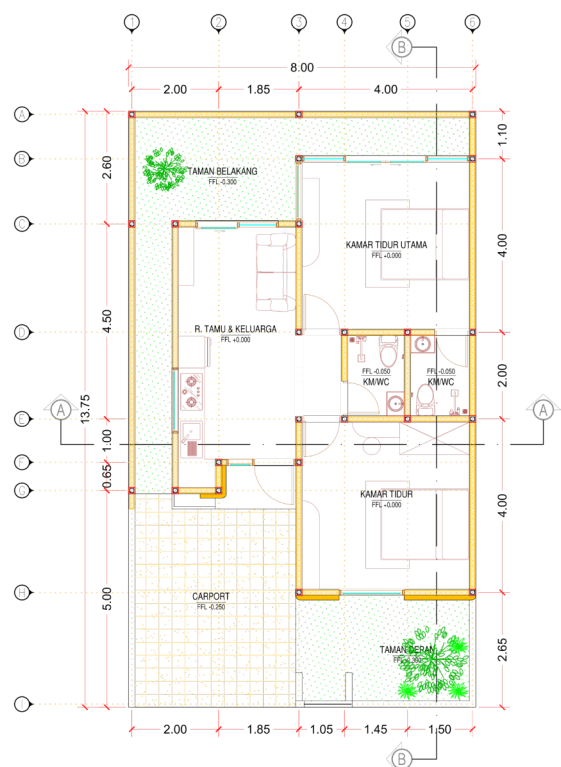 1 2 3 4 5 6
B
8.00
2.00 1.85 4.00
A
1.10
B
2.60
TAMAN BELAKANG
FFL -0.300
C
KAMAR TIDUR UTAMA
FFL +0.000
4.00
4.50
R. TAMU & KELUARGA
FFL +0.000
D
FFL -0.050
KM/WC
FFL -0.050
KM/WC
2.00
13.75
A
A
E
1.00
F
0.65
G
KAMAR TIDUR
FFL +0.000
4.00
5.00
CARPORT
FFL -0.250
H
TAMAN DEPAN
FFL -0.300
2.65
I
2.00 1.85 1.05 1.45 1.50
B